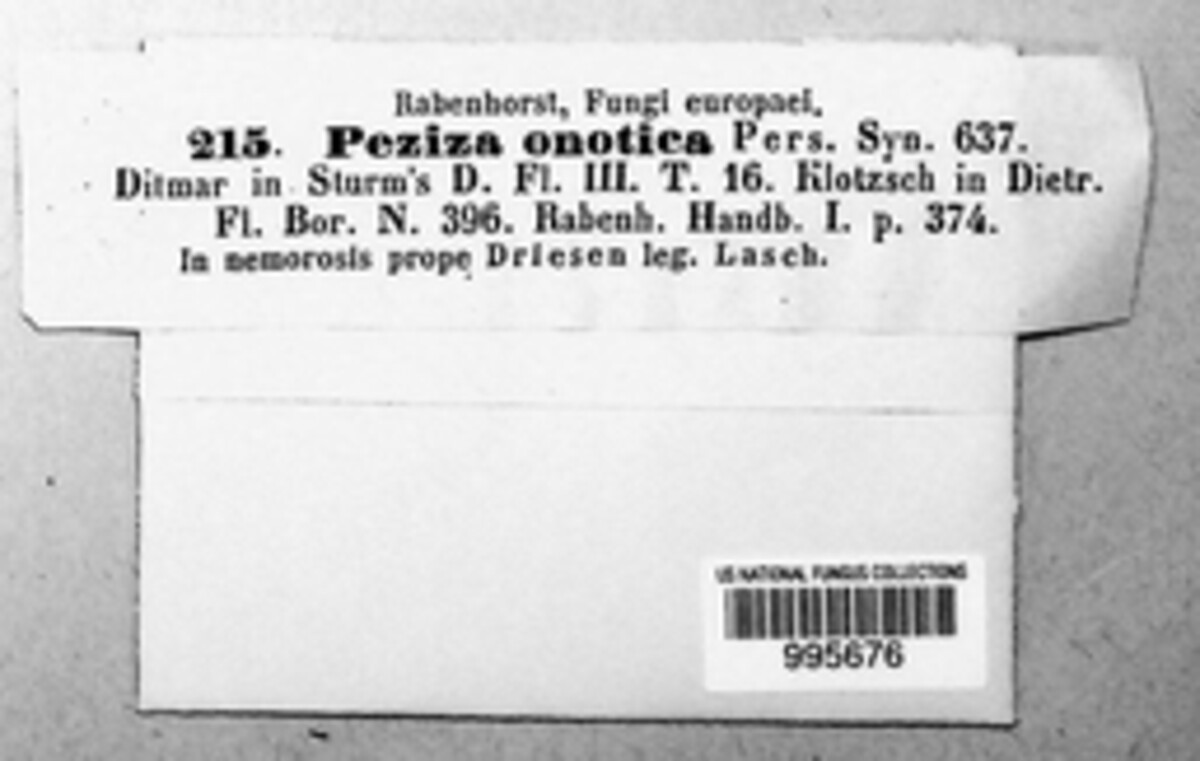 Rabenhorst, Fungi europaei.
215. Peziza onotica Pers. Syn. 637.
Ditmar in Sturm's D. Fl. III. T. 16. Klotzsch in Dietr.
Fl. Bor. N. 396. Rabenh. Handb. I. p. 374.
In nemorosis prope Driesen leg. Lasch.
US NATIONAL FUNGUS COLLECTIONS
995676